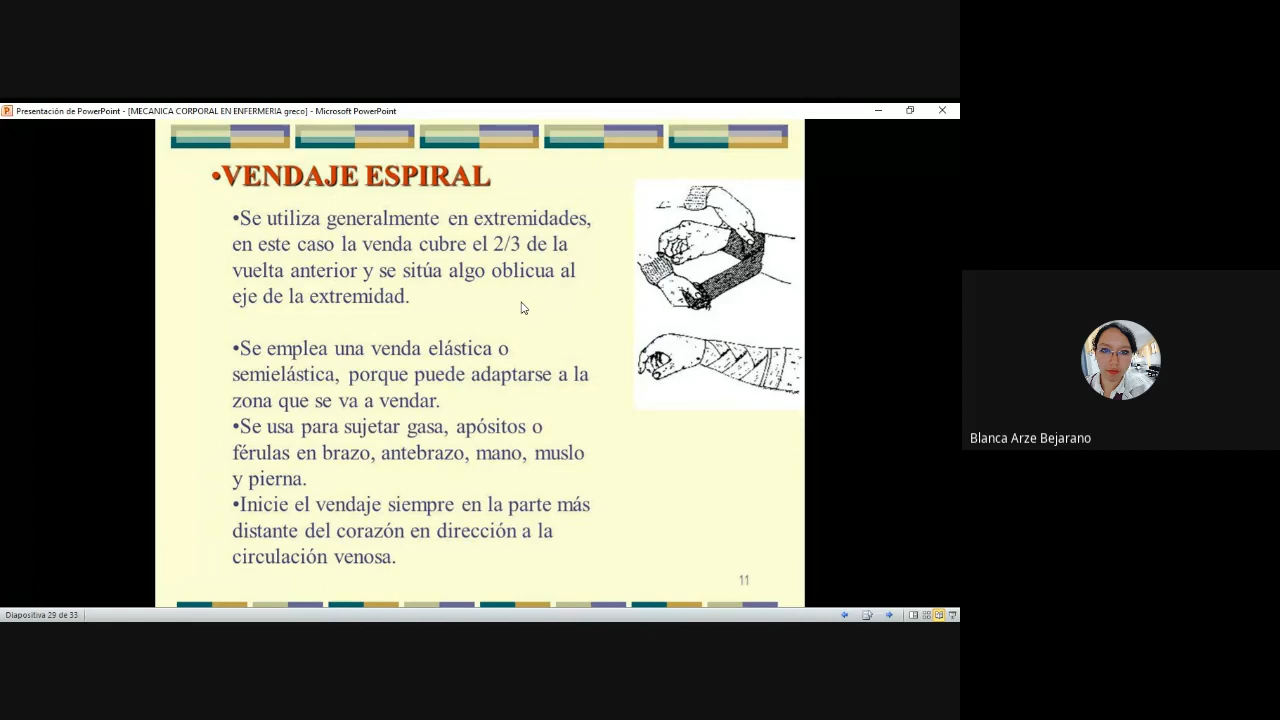 Presentación de PowerPoint - [MECANICA CORPORAL EN ENFERMERIA greco] - Microsoft PowerPoint
•VENDAJE ESPIRAL
•Se utiliza generalmente en extremidades,
en este caso la venda cubre el 2/3 de la
vuelta anterior y se sitúa algo oblicua al
eje de la extremidad.
•Se emplea una venda elástica o
semielástica, porque puede adaptarse a la
zona que se va a vendar.
•Se usa para sujetar gasa, apósitos o
férulas en brazo, antebrazo, mano, muslo
y pierna.
•Inicie el vendaje siempre en la parte más
distante del corazón en dirección a la
circulación venosa.
11
Diapositiva 29 de 33
Blanca Arze Bejarano